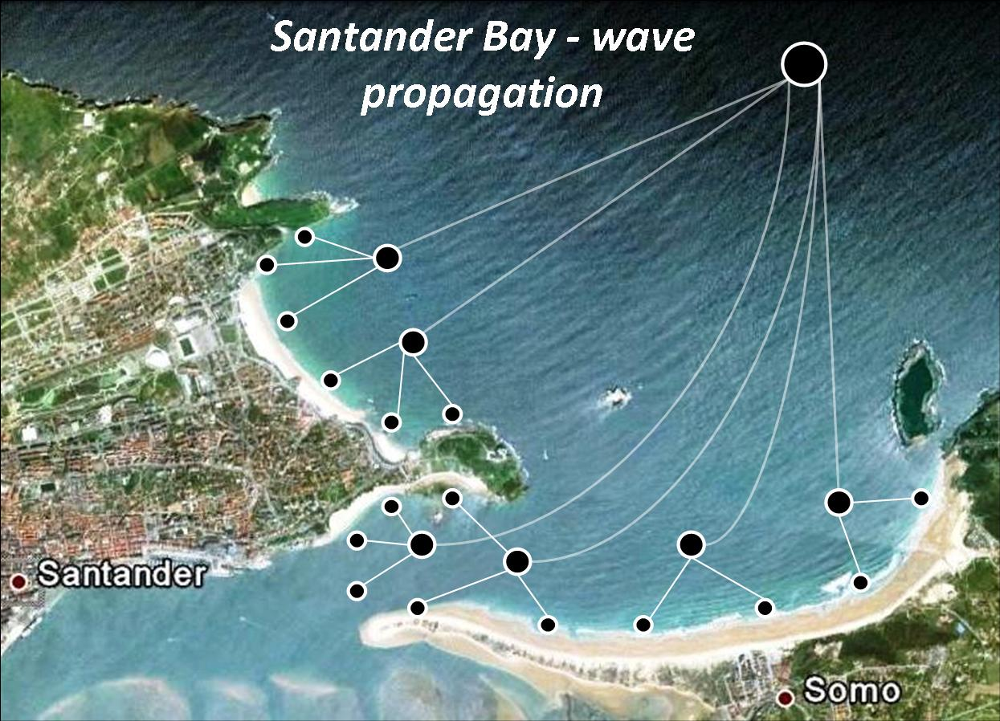 Santander Bay - wave
propagation
Santander
Somo